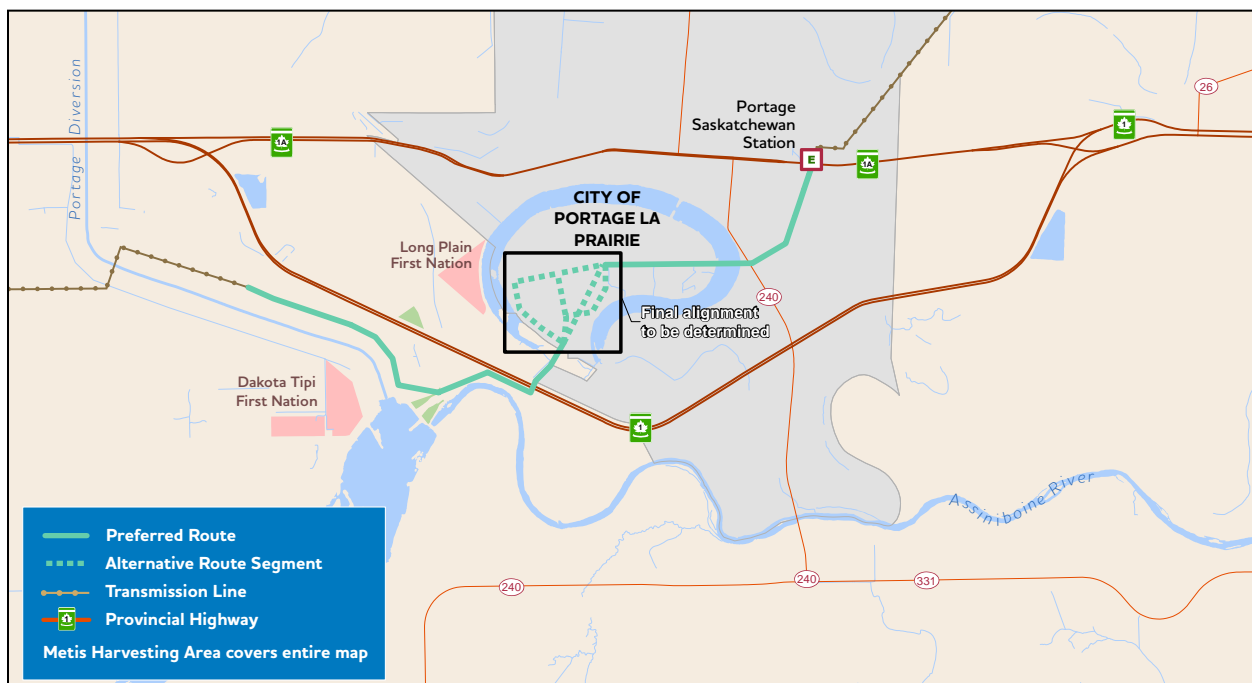 26
1
Portage
Saskatchewan
Station
1A
E
1A
Portage Diversion
CITY OF
PORTAGE LA
PRAIRIE
Long Plain
First Nation
240
Final alignment
to be determined
Dakota Tipi
First Nation
1
Assiniboine River
240
240
331
Preferred Route
Alternative Route Segment
Transmission Line
1
Provincial Highway
Metis Harvesting Area covers entire map